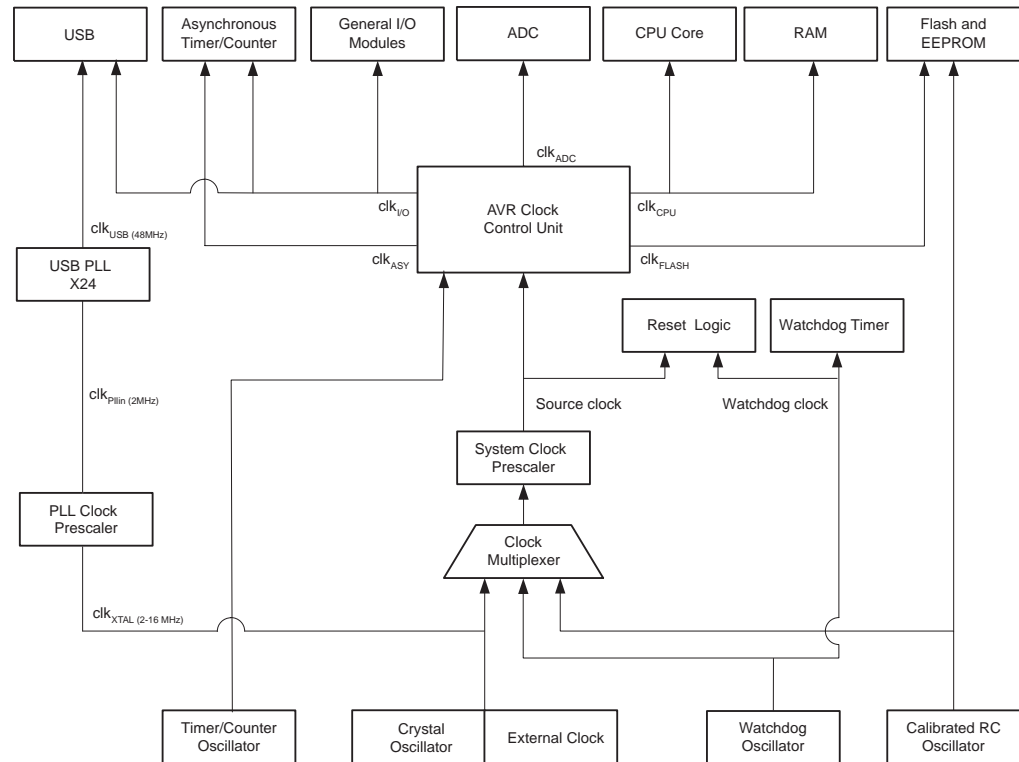 USB
Asynchronous
Timer/Counter
General I/O
Modules
ADC
CPU Core
RAM
Flash and
EEPROM
clkADC
clkI/O
AVR Clock
Control Unit
clkCPU
clkUSB (48MHz)
clkASY
clkFLASH
USB PLL
X24
Reset Logic
Watchdog Timer
clkPllin (2MHz)
Source clock
Watchdog clock
System Clock
Prescaler
PLL Clock
Prescaler
Clock
Multiplexer
clkXTAL (2-16 MHz)
Timer/Counter
Oscillator
Crystal
Oscillator
External Clock
Watchdog
Oscillator
Calibrated RC
Oscillator